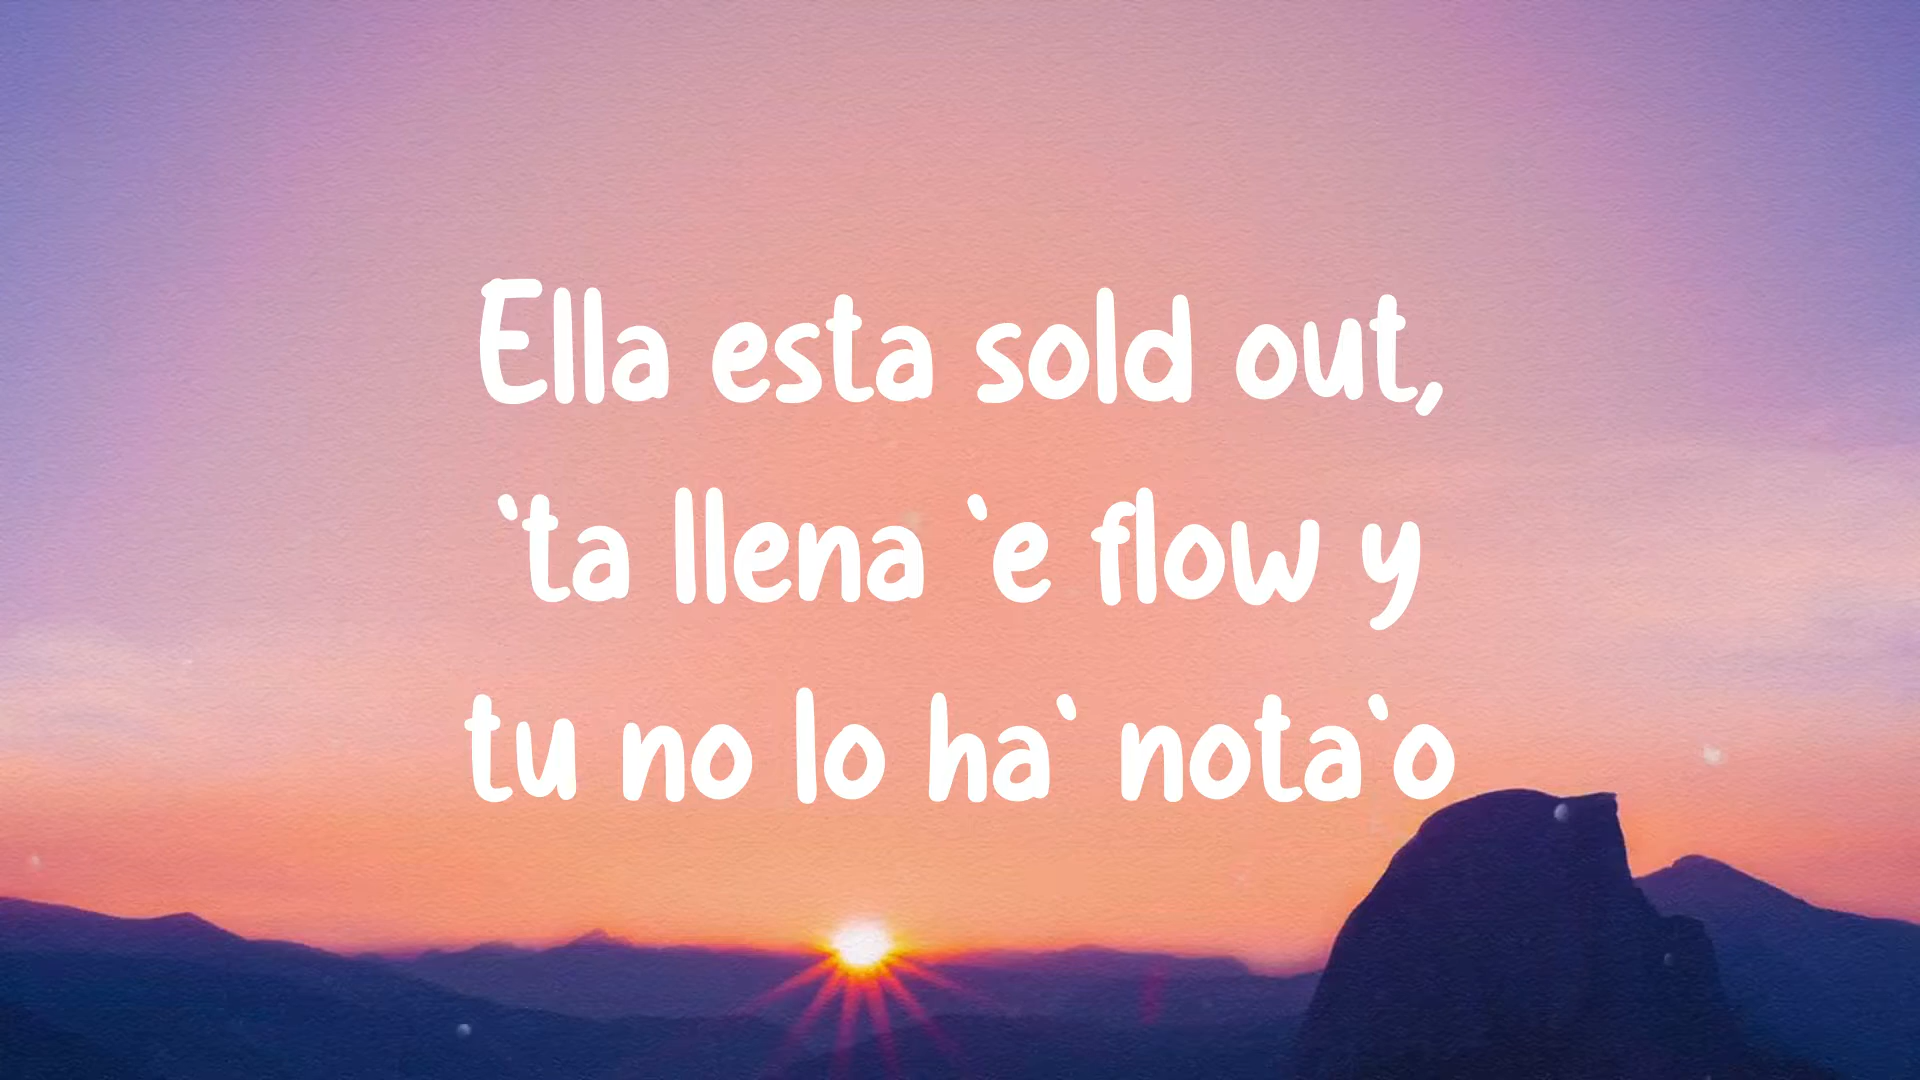 Ella esta sold out,
`ta llena `e flow y
tu no lo ha` nota`o